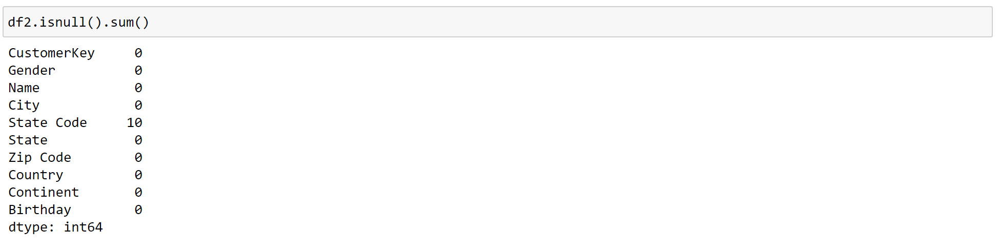 df2.isnull().sum()
CustomerKey 0
Gender 0
Name 0
City 0
State Code 10
State 0
Zip Code 0
Country 0
Continent 0
Birthday 0
dtype: int64